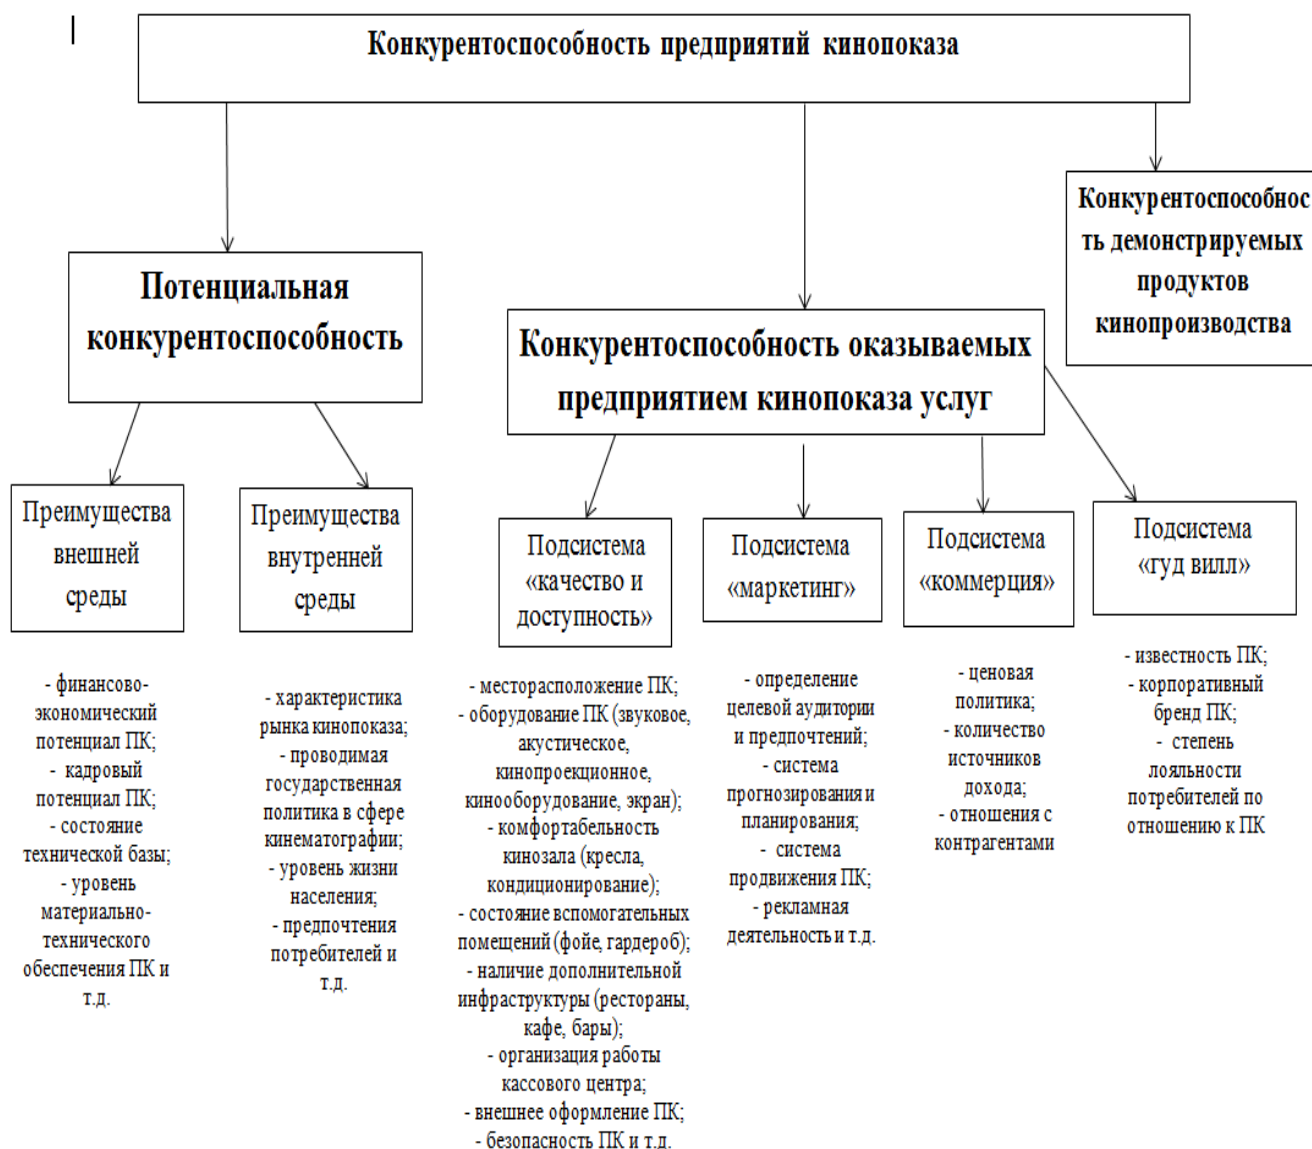 Конкурентоспособность предприятий кинопоказа
Конкурентоспособнос
ть демонстрируемых
продуктов
кинопроизводства
Потенциальная
конкурентоспособность
Конкурентоспособность оказываемых
предприятием кинопоказа услуг
Преимущества
внешней
среды
Преимущества
внутренней
среды
Подсистема
«качество и
доступность»
Подсистема
«маркетинг»
Подсистема
«коммерция»
Подсистема
«гуд вилл»
- финансово-
экономический
потенциал ПК;
- кадровый
потенциал ПК;
- состояние
технической базы;
- уровень
материально-
технического
обеспечения ПК и
т.д.
- характеристика
рынка кинопоказа;
- проводимая
государственная
политика в сфере
кинематографии;
- уровень жизни
населения;
- предпочтения
потребителей и
т.д.
- месторасположение ПК;
- оборудование ПК (звуковое,
акустическое,
кинопроекционное,
кинооборудование, экран);
- комфортабельность
кинозала (кресла,
кондиционирование);
- состояние вспомогательных
помещений (фойе, гардероб);
- наличие дополнительной
инфраструктуры (рестораны,
кафе, бары);
- организация работы
кассового центра;
- внешнее оформление ПК;
- безопасность ПК и т.д.
- определение
целевой аудитории
и предпочтений;
- система
прогнозирования и
планирования;
- система
продвижения ПК;
- рекламная
деятельность и т.д.
- ценовая
политика;
- количество
источников
дохода;
- отношения с
контрагентами
- известность ПК;
- корпоративный
бренд ПК;
- степень
лояльности
потребителей по
отношению к ПК